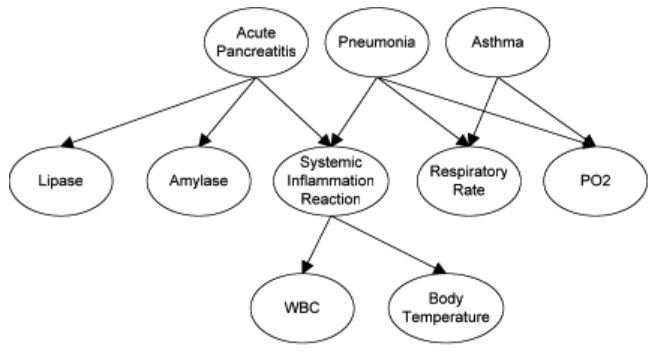 Acute
Pancreatitis
Pneumonia
Asthma
Lipase
Amylase
Systemic
Inflammation
Reaction
Respiratory
Rate
PO2
WBC
Body
Temperature